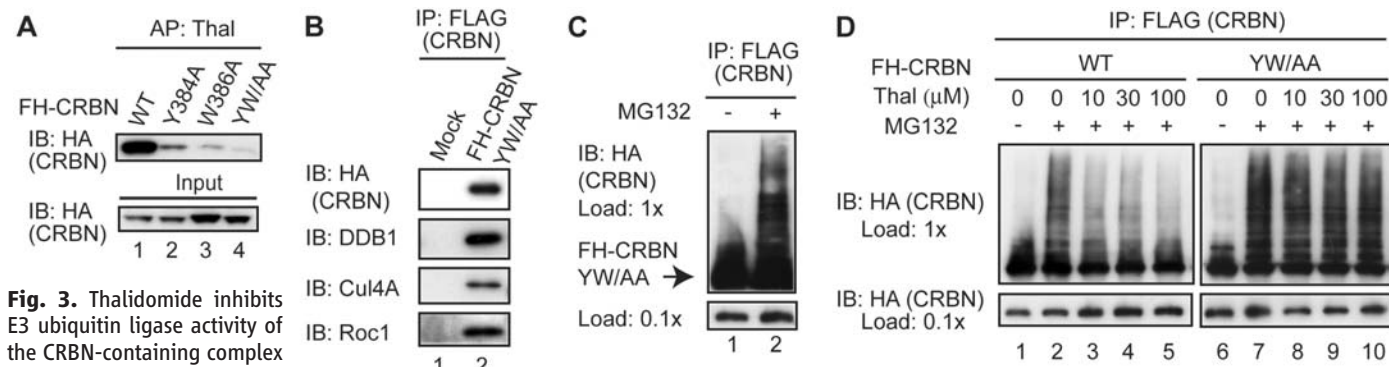 A
AP: Thal
FH-CRBN
WT
Y384A
W386A
YW/AA
IB: HA
(CRBN)
Input
IB: HA
(CRBN)
1 2 3 4
Fig. 3. Thalidomide inhibits
E3 ubiquitin ligase activity of
the CRBN-containing complex
B
IP: FLAG
(CRBN)
Mock
FH-CRBN
YW/AA
IB: HA
(CRBN)
IB: DDB1
IB: Cul4A
IB: Roc1
1 2
C
IP: FLAG
(CRBN)
MG132 - +
IB: HA
(CRBN)
Load: 1x
FH-CRBN
YW/AA
Load: 0.1x
1 2
D
IP: FLAG (CRBN)
FH-CRBN WT YW/AA
Thal (μM) 0 0 10 30 100 0 0 10 30 100
MG132 - + + + + - + + + +
IB: HA (CRBN)
Load: 1x
IB: HA (CRBN)
Load: 0.1x
1 2 3 4 5 6 7 8 9 10